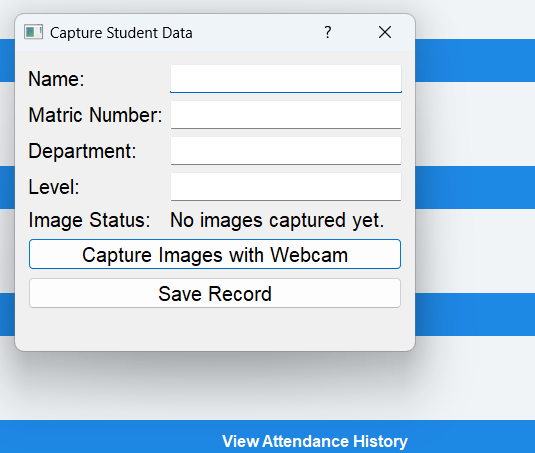 Capture Student Data ?
Name:
Matric Number:
Department:
Level:
Image Status: No images captured yet.
Capture Images with Webcam
Save Record
View Attendance History